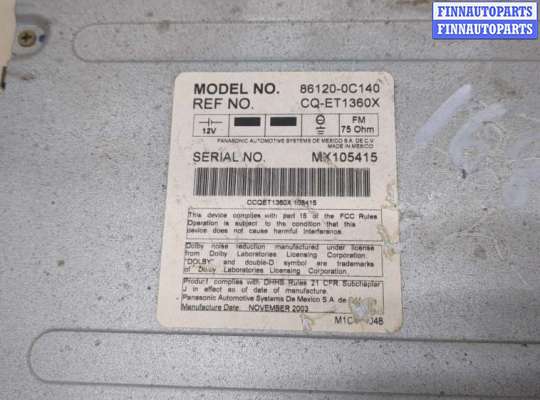 FINNAUTOPARTS
FINNAUTOPARTS
MODEL NO. 86120-0C140
REF NO. CQ-ET1360X
12V
FM
75 Ohm
PANASONIC AUTOMOTIVE SYSTEMS DE MEXICO S.A. DE C.V.
MADE IN MEXICO
SERIAL NO. MX105415
CCQET1360X 105415
This device complies with part 15 of the FCC Rules
Operation is subject to the condition that this
device does not cause harmful interference.
Dolby noise reduction manufactured under license
from Dolby Laboratories Licensing Corporation.
"DOLBY" and double-D symbol are trademarks
of Dolby Laboratories Licensing Corporation.
Product complies with DHHS Rules 21 CFR Subchapter
J in effect as of date of manufacture.
Panasonic Automotive Systems De Mexico S.A. de
Manufacture Date: NOVEMBER 2003